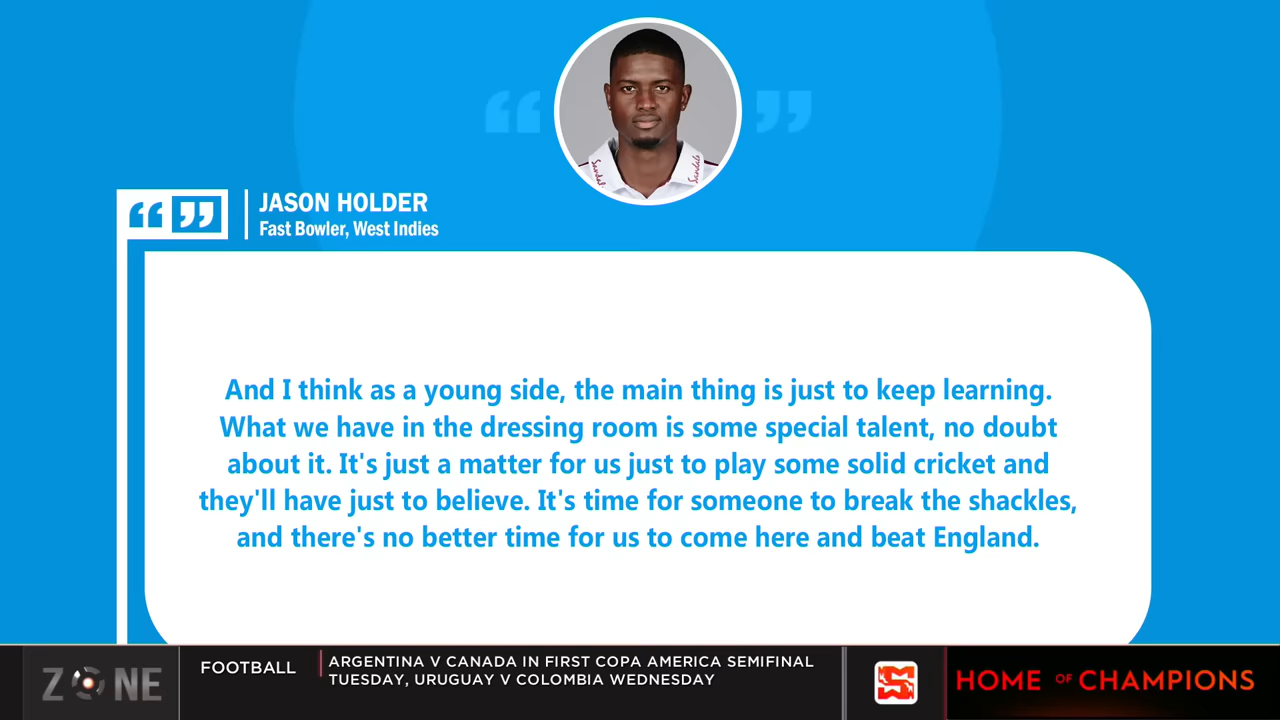 JASON HOLDER
Fast Bowler, West Indies
Sandals
Sandals
And I think as a young side, the main thing is just to keep learning.
What we have in the dressing room is some special talent, no doubt
about it. It's just a matter for us just to play some solid cricket and
they'll have just to believe. It's time for someone to break the shackles,
and there's no better time for us to come here and beat England.
ZONE
FOOTBALL
ARGENTINA V CANADA IN FIRST COPA AMERICA SEMIFINAL
TUESDAY, URUGUAY V COLOMBIA WEDNESDAY
HOME OF CHAMPIONS